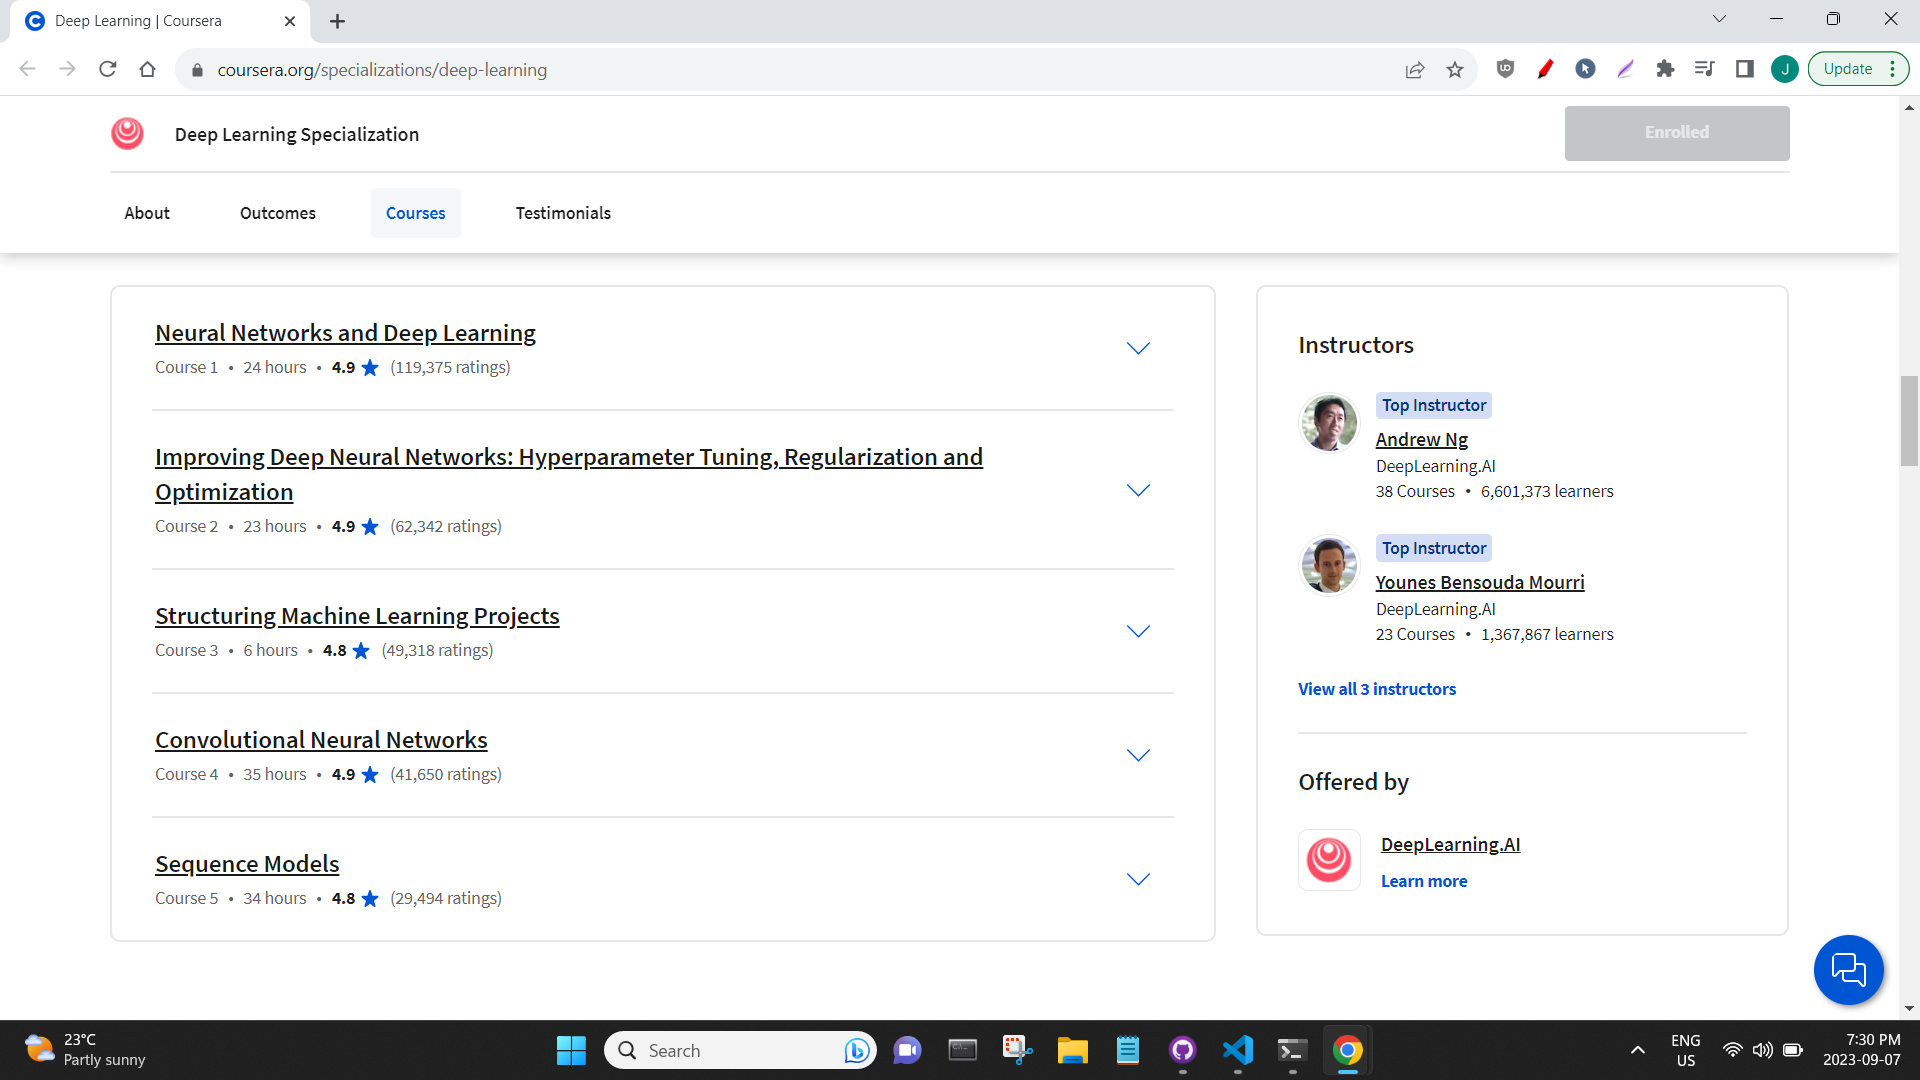 Deep Learning | Coursera
coursera.org/specializations/deep-learning
J
Update
Deep Learning Specialization
Enrolled
About
Outcomes
Courses
Testimonials
Neural Networks and Deep Learning
Course 1 • 24 hours • 4.9 (119,375 ratings)
Improving Deep Neural Networks: Hyperparameter Tuning, Regularization and
Optimization
Course 2 • 23 hours • 4.9 (62,342 ratings)
Structuring Machine Learning Projects
Course 3 • 6 hours • 4.8 (49,318 ratings)
Convolutional Neural Networks
Course 4 • 35 hours • 4.9 (41,650 ratings)
Sequence Models
Course 5 • 34 hours • 4.8 (29,494 ratings)
Instructors
Top Instructor
Andrew Ng
DeepLearning.AI
38 Courses • 6,601,373 learners
Top Instructor
Younes Bensouda Mourri
DeepLearning.AI
23 Courses • 1,367,867 learners
View all 3 instructors
Offered by
DeepLearning.AI
Learn more
23°C
Partly sunny
Search
ENG
US
7:30 PM
2023-09-07